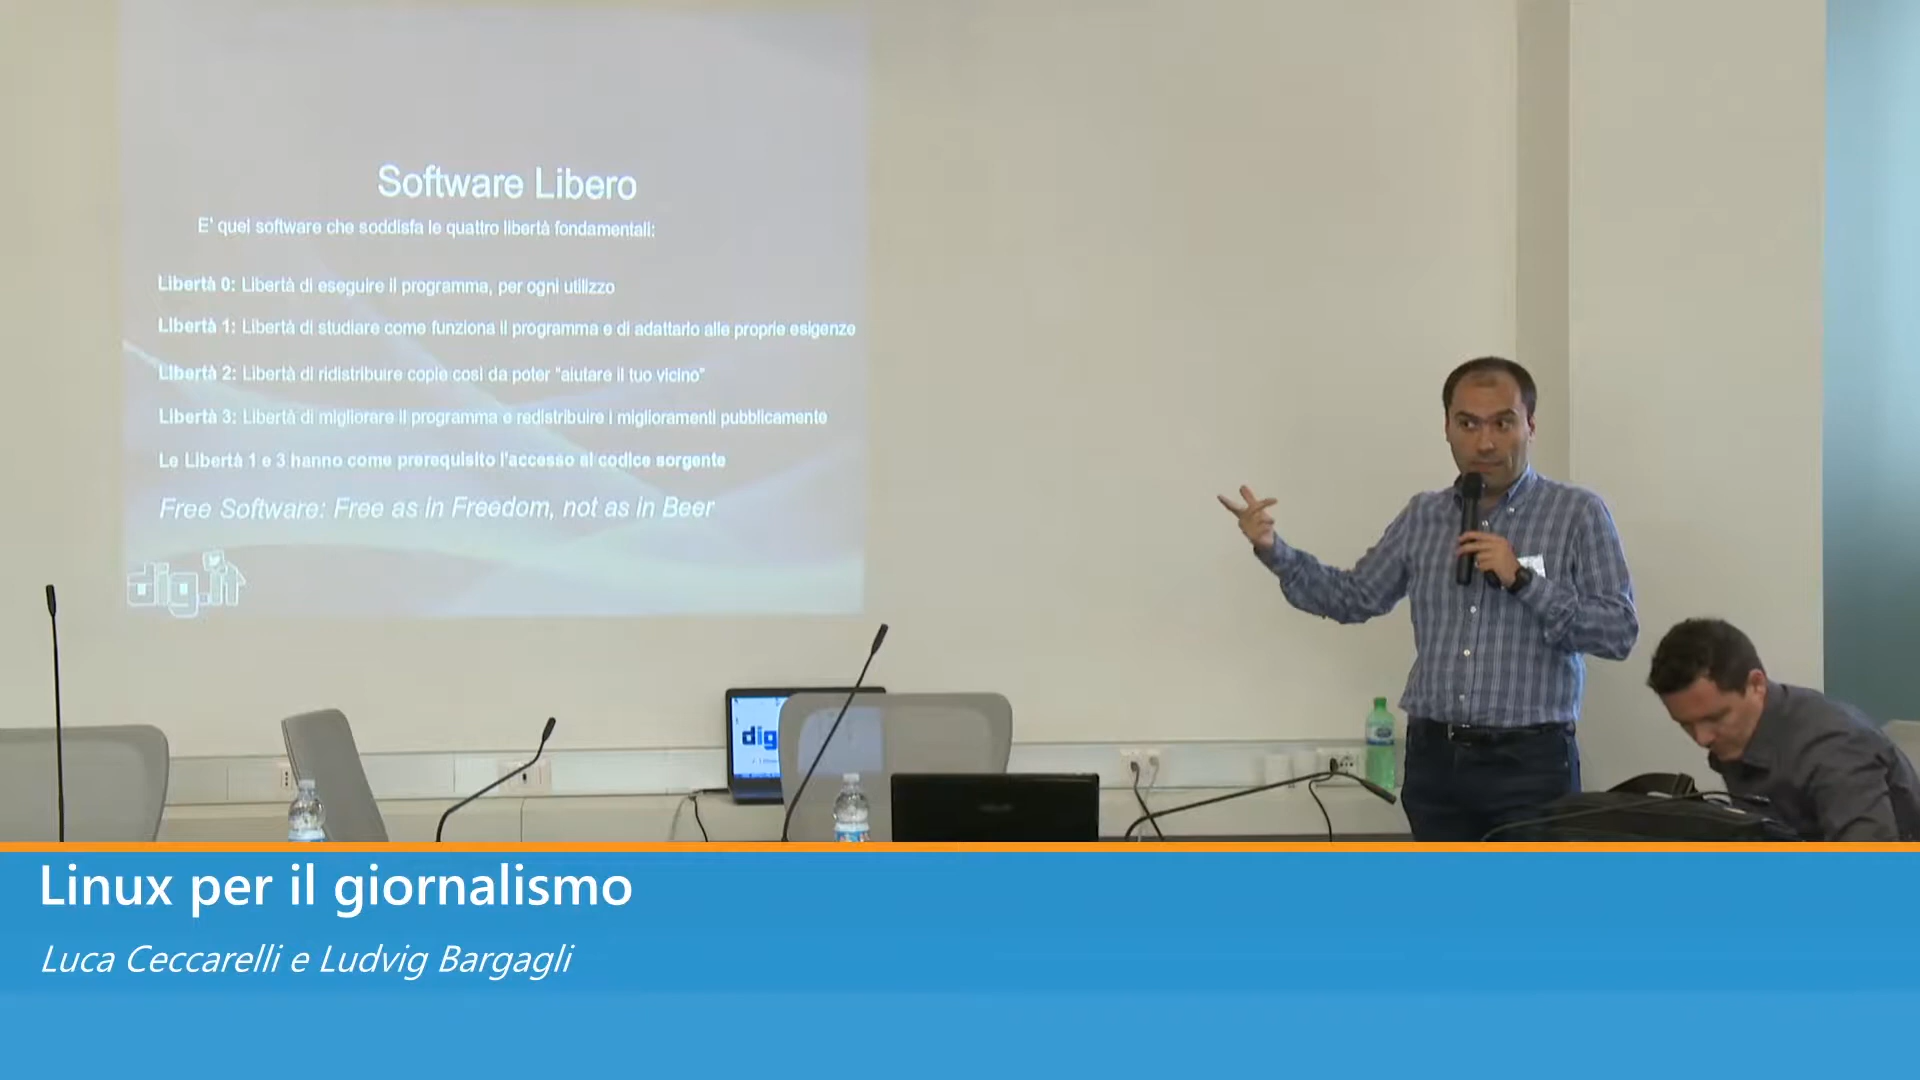 Software Libero
E' quel software che soddisfa le quattro libertà fondamentali:
Libertà 0: Libertà di eseguire il programma, per ogni utilizzo
Libertà 1: Libertà di studiare come funziona il programma e di adattarlo alle proprie esigenze
Libertà 2: Libertà di ridistribuire copie così da poter "aiutare il tuo vicino"
Libertà 3: Libertà di migliorare il programma e redistribuire i miglioramenti pubblicamente
Le Libertà 1 e 3 hanno come prerequisito l'accesso al codice sorgente
Free Software: Free as in Freedom, not as in Beer
dig.it
dig
Linux per il giornalismo
Luca Ceccarelli e Ludvig Bargagli